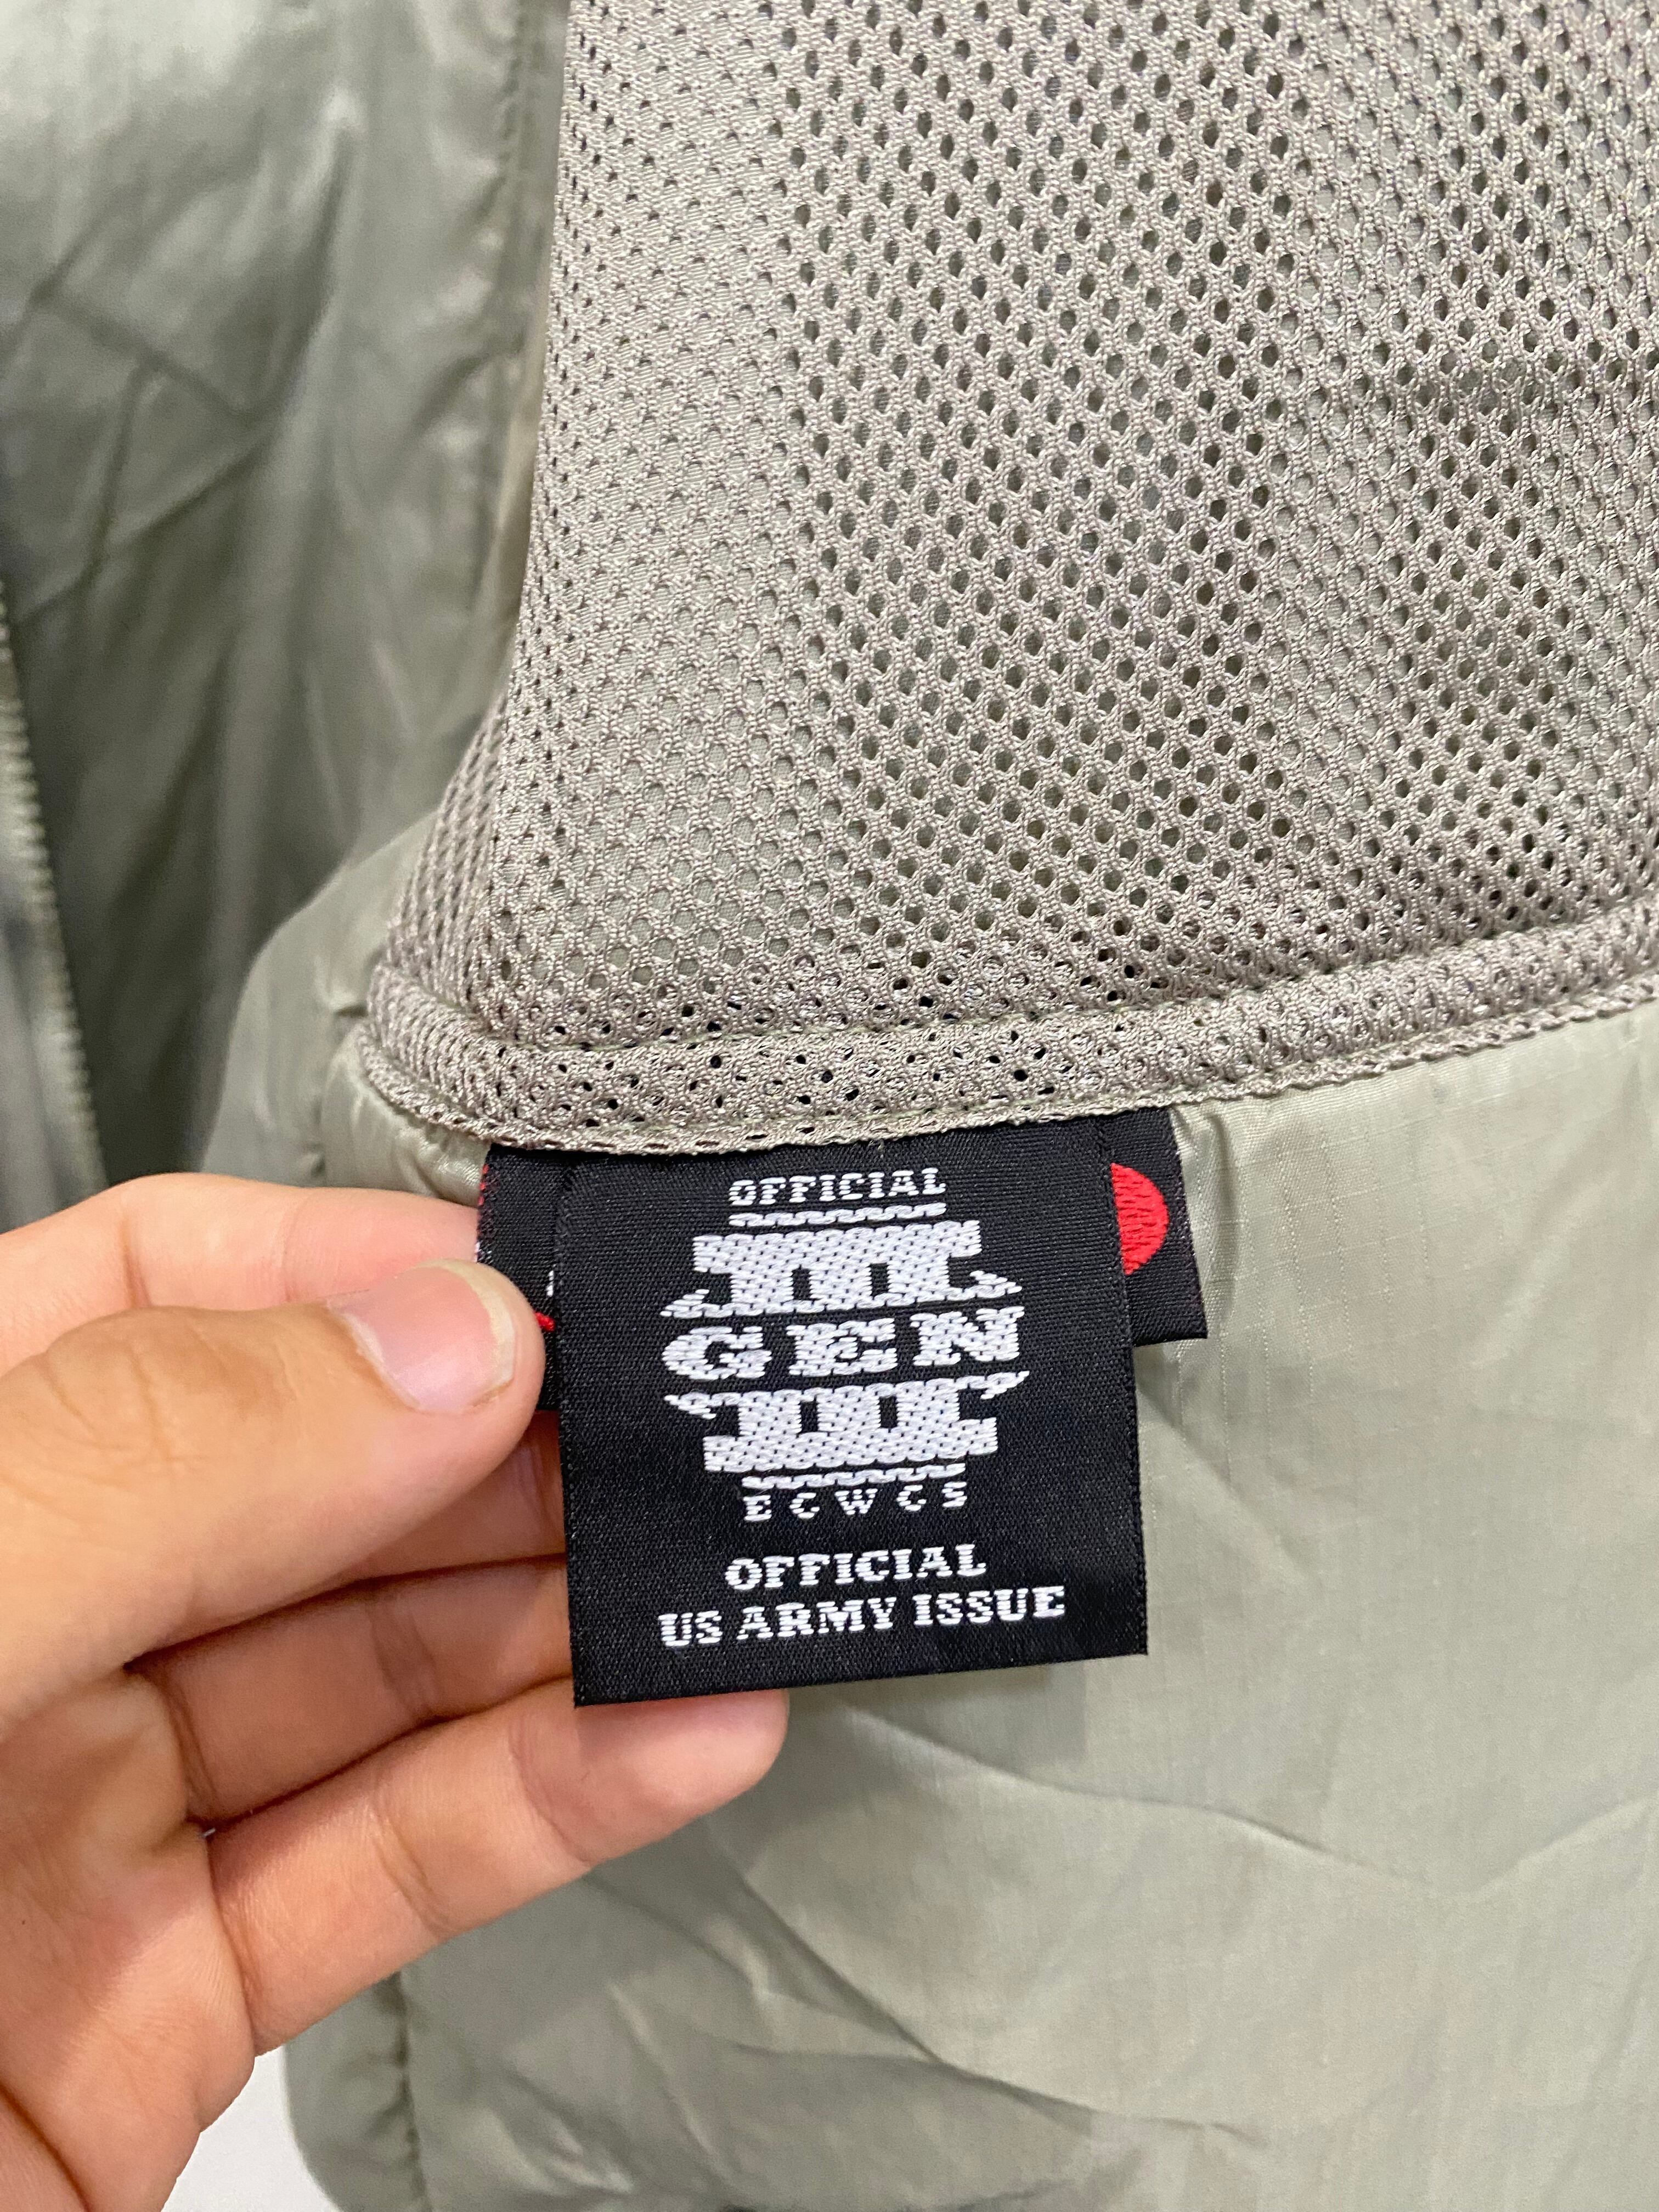 OFFICIAL
III
GEN
III
ECWCS
OFFICIAL
US ARMY ISSUE